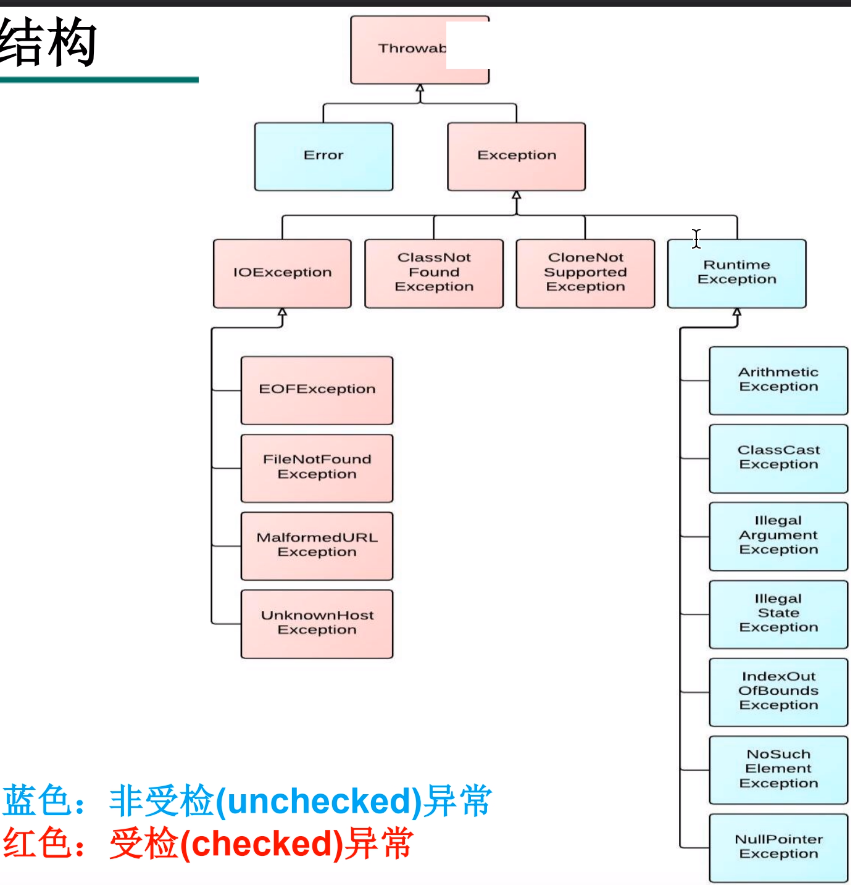 结构
Error
Exception
IOException
ClassNot
Found
Exception
CloneNot
Supported
Exception
Runtime
Exception
EOFException
FileNotFound
Exception
MalformedURL
Exception
UnknownHost
Exception
Arithmetic
Exception
ClassCast
Exception
Illegal
Argument
Exception
Illegal
State
Exception
IndexOut
OfBounds
Exception
NoSuch
Element
Exception
NullPointer
Exception
蓝色：非受检(unchecked)异常
红色：受检(checked)异常